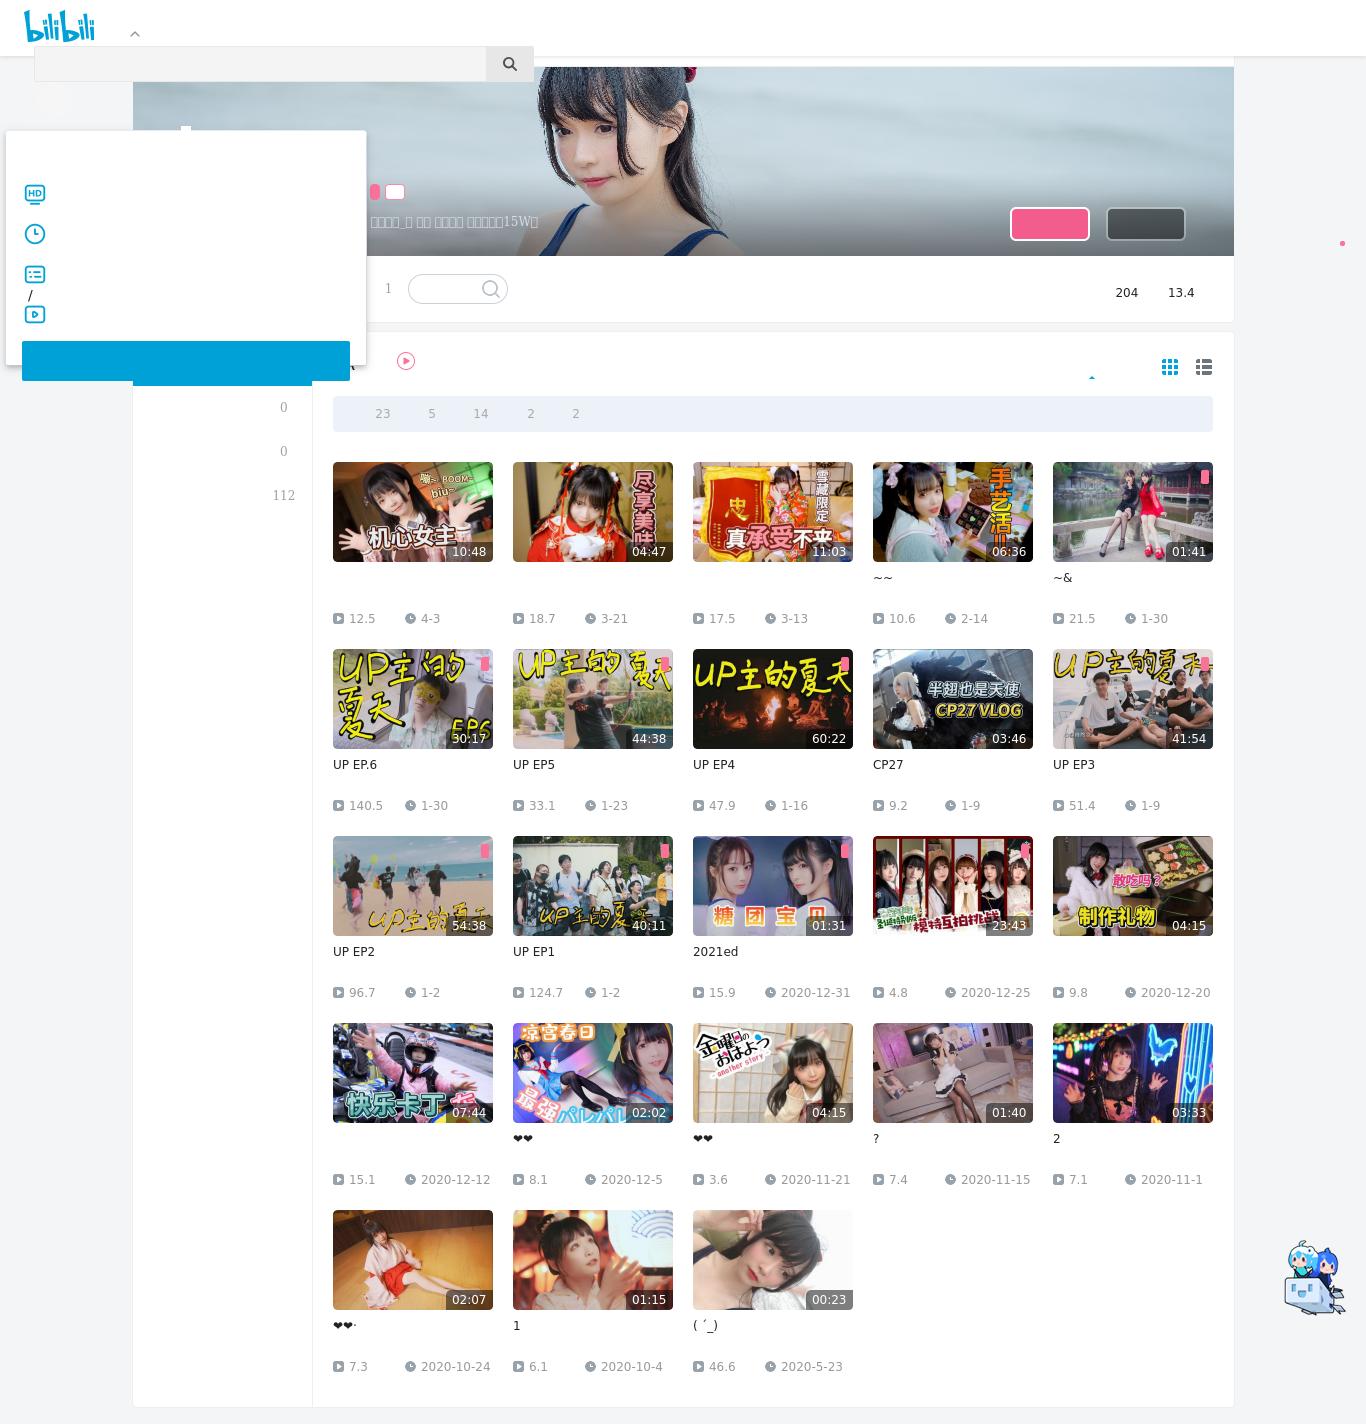 bilibili
15W
HD
/
1
204 13.4
0
0
112
23 5 14 2 2
嘣~ BOOM~
biu~
机心女主
10:48
尽享美味
04:47
忠
雪藏限定
真承受不来
11:03
手艺活
06:36
01:41
~~
~&
12.5 4-3
18.7 3-21
17.5 3-13
10.6 2-14
21.5 1-30
UP主的夏天
EP6
30:17
UP主的夏天
44:38
UP主的夏天
60:22
半翅也是天使
CP27 VLOG
03:46
UP主的夏天
41:54
UP EP.6
UP EP5
UP EP4
CP27
UP EP3
140.5 1-30
33.1 1-23
47.9 1-16
9.2 1-9
51.4 1-9
UP主的夏天
54:38
UP主的夏天
40:11
糖团宝贝
01:31
模特互拍挑战
23:43
敢吃吗？
制作礼物
04:15
UP EP2
UP EP1
2021ed
96.7 1-2
124.7 1-2
15.9 2020-12-31
4.8 2020-12-25
9.8 2020-12-20
快乐卡丁
07:44
凉宫春日
最强パレパレ
02:02
金曜日のおはよう
-another story-
04:15
01:40
03:33
❤❤
❤❤
?
2
15.1 2020-12-12
8.1 2020-12-5
3.6 2020-11-21
7.4 2020-11-15
7.1 2020-11-1
02:07
01:15
00:23
❤❤·
1
( ´_)
7.3 2020-10-24
6.1 2020-10-4
46.6 2020-5-23